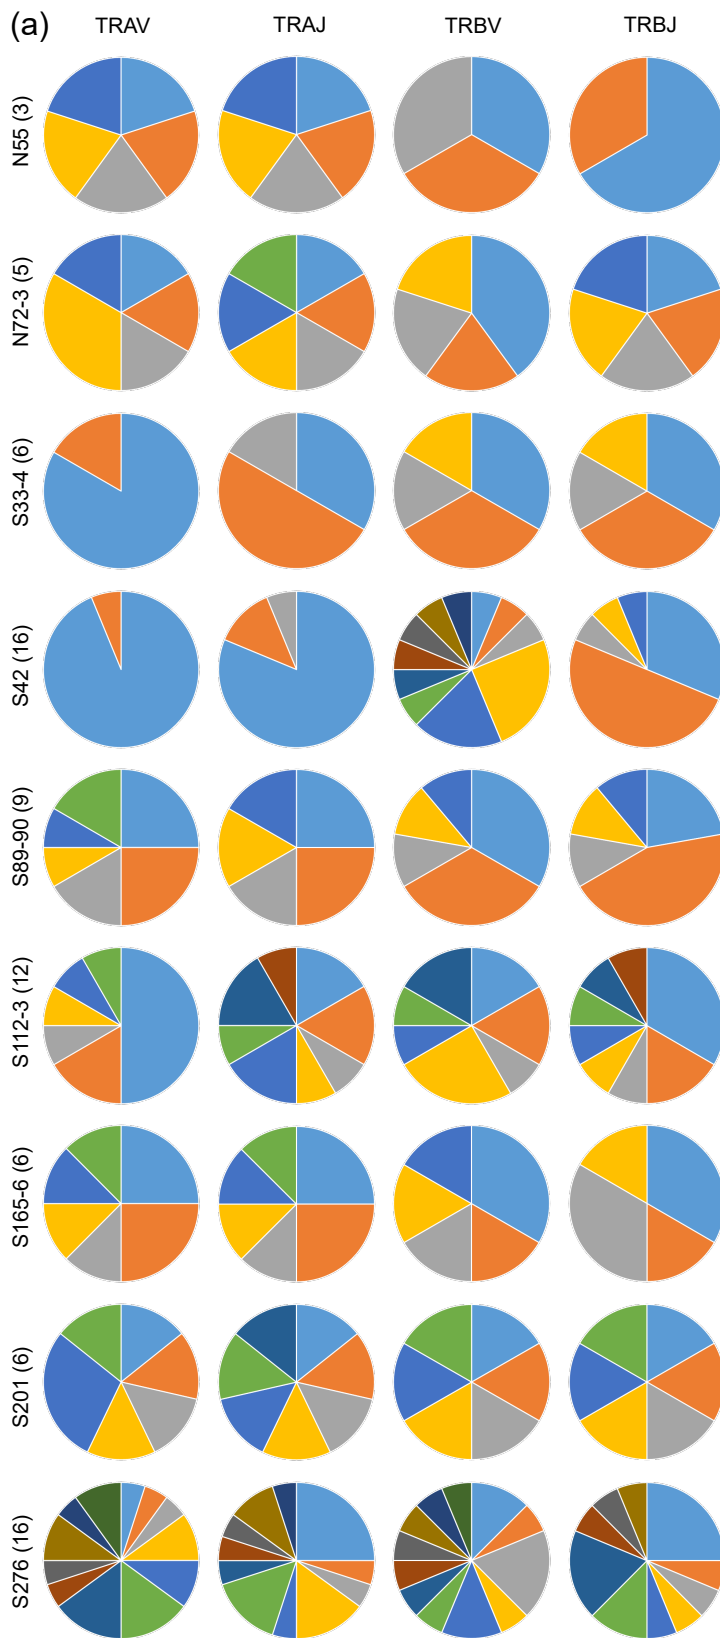 (a)
TRAV TRAJ TRBV TRBJ
N55 (3)
N72-3 (5)
S33-4 (6)
S42 (16)
S89-90 (9)
S112-3 (12)
S165-6 (6)
S201 (6)
S276 (16)